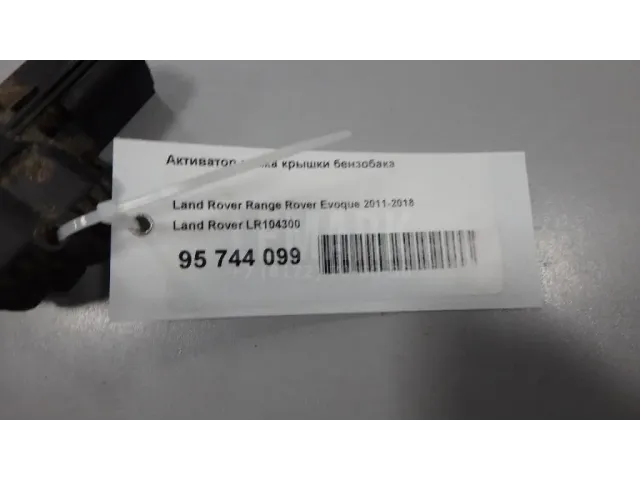 Активатор крышки бензобака
Land Rover Range Rover Evoque 2011-2018
Land Rover LR104300
95 744 099